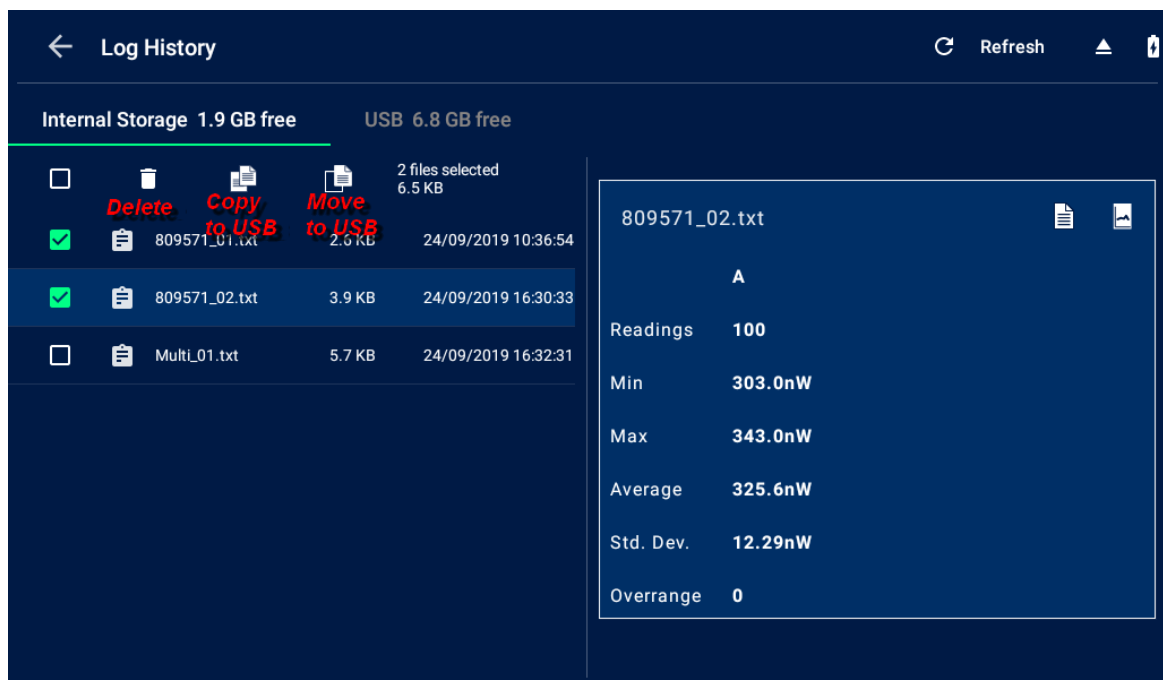 Log History
Refresh
Internal Storage 1.9 GB free
USB 6.8 GB free
2 files selected
6.5 KB
Delete
Copy
to USB
Move
to USB
809571_01.txt 2.6 KB 24/09/2019 10:36:54
809571_02.txt 3.9 KB 24/09/2019 16:30:33
Multi_01.txt 5.7 KB 24/09/2019 16:32:31
809571_02.txt
A
Readings 100
Min 303.0nW
Max 343.0nW
Average 325.6nW
Std. Dev. 12.29nW
Overrange 0